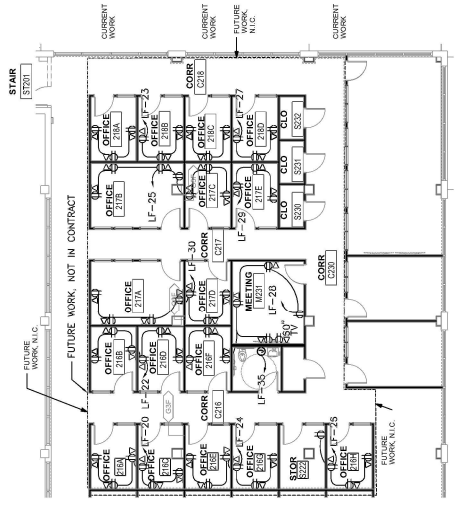 STAIR
ST201
CURRENT
WORK
CURRENT
WORK
FUTURE
WORK,
N.I.C.
CURRENT
WORK
FUTURE
WORK, N.I.C.
FUTURE WORK, NOT IN CONTRACT
OFFICE
218A
LF-23
OFFICE
218B
CORR
C218
OFFICE
218C
LF-27
OFFICE
218D
CLO
S232
OFFICE
217B
LF-25
OFFICE
217C
LF-29
OFFICE
217E
CLO
S230
CLO
S231
LF-30
CORR
C217
OFFICE
217A
OFFICE
217D
MEETING
M231
LF-28
50"
AV
CORR
C230
OFFICE
216B
OFFICE
216D
LF-22
OFFICE
216F
G3F
CORR
C216
LF-35
LF-20
OFFICE
216A
OFFICE
216C
OFFICE
216E
LF-24
OFFICE
216G
STOR
S222
LF-25
OFFICE
216H
FUTURE
WORK, N.I.C.